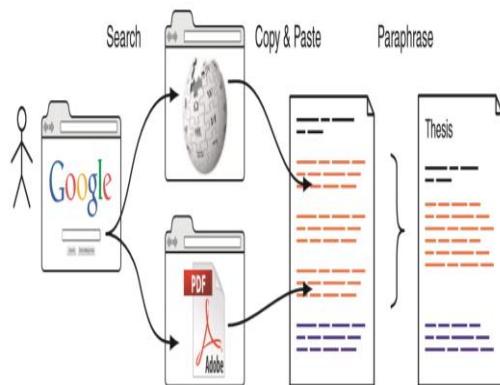 Search
Copy & Paste
Paraphrase
Google
Thesis
PDF
Adobe